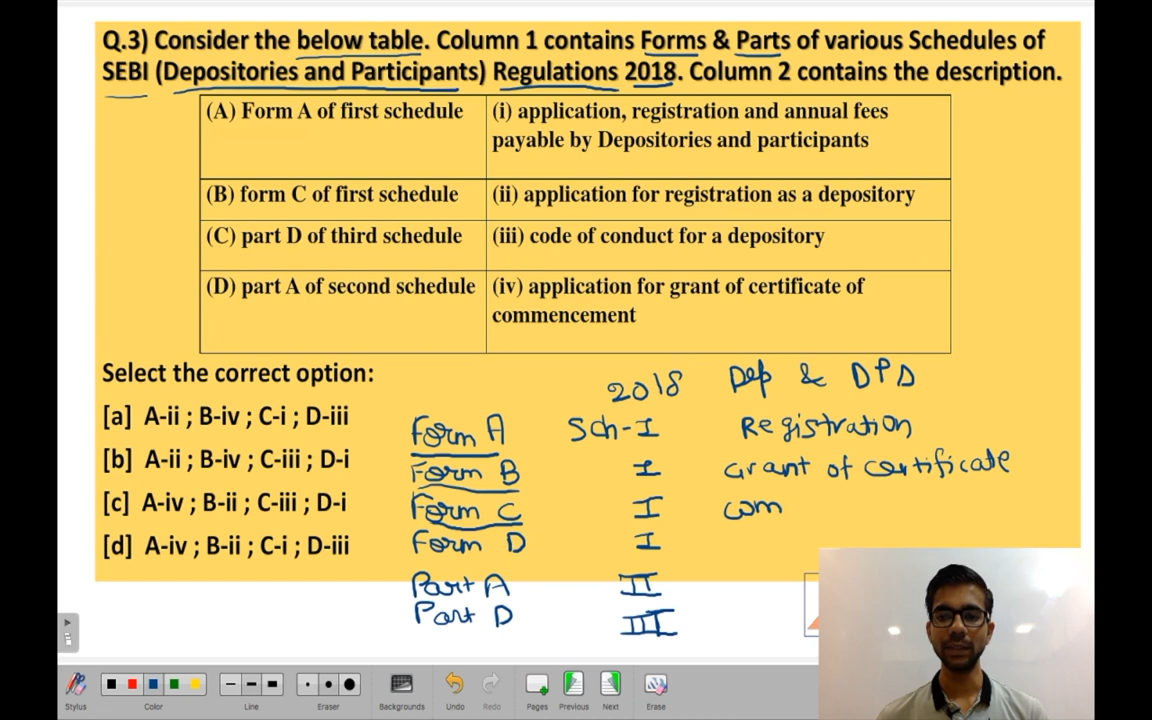 Q.3) Consider the below table. Column 1 contains Forms & Parts of various Schedules of
SEBI (Depositories and Participants) Regulations 2018. Column 2 contains the description.
(A) Form A of first schedule
(i) application, registration and annual fees
payable by Depositories and participants
(B) form C of first schedule
(ii) application for registration as a depository
(C) part D of third schedule
(iii) code of conduct for a depository
(D) part A of second schedule
(iv) application for grant of certificate of
commencement
Select the correct option:
[a] A-ii ; B-iv ; C-i ; D-iii
[b] A-ii ; B-iv ; C-iii ; D-i
[c] A-iv ; B-ii ; C-iii ; D-i
[d] A-iv ; B-ii ; C-i ; D-iii
2018 Dep & DPD
Form A Sch-I Registration
Form B I Grant of certificate
Form C I com
Form D I
Part A II
Part D III
Stylus
Color
Line
Eraser
Backgrounds
Undo
Redo
Pages
Previous
Next
Erase